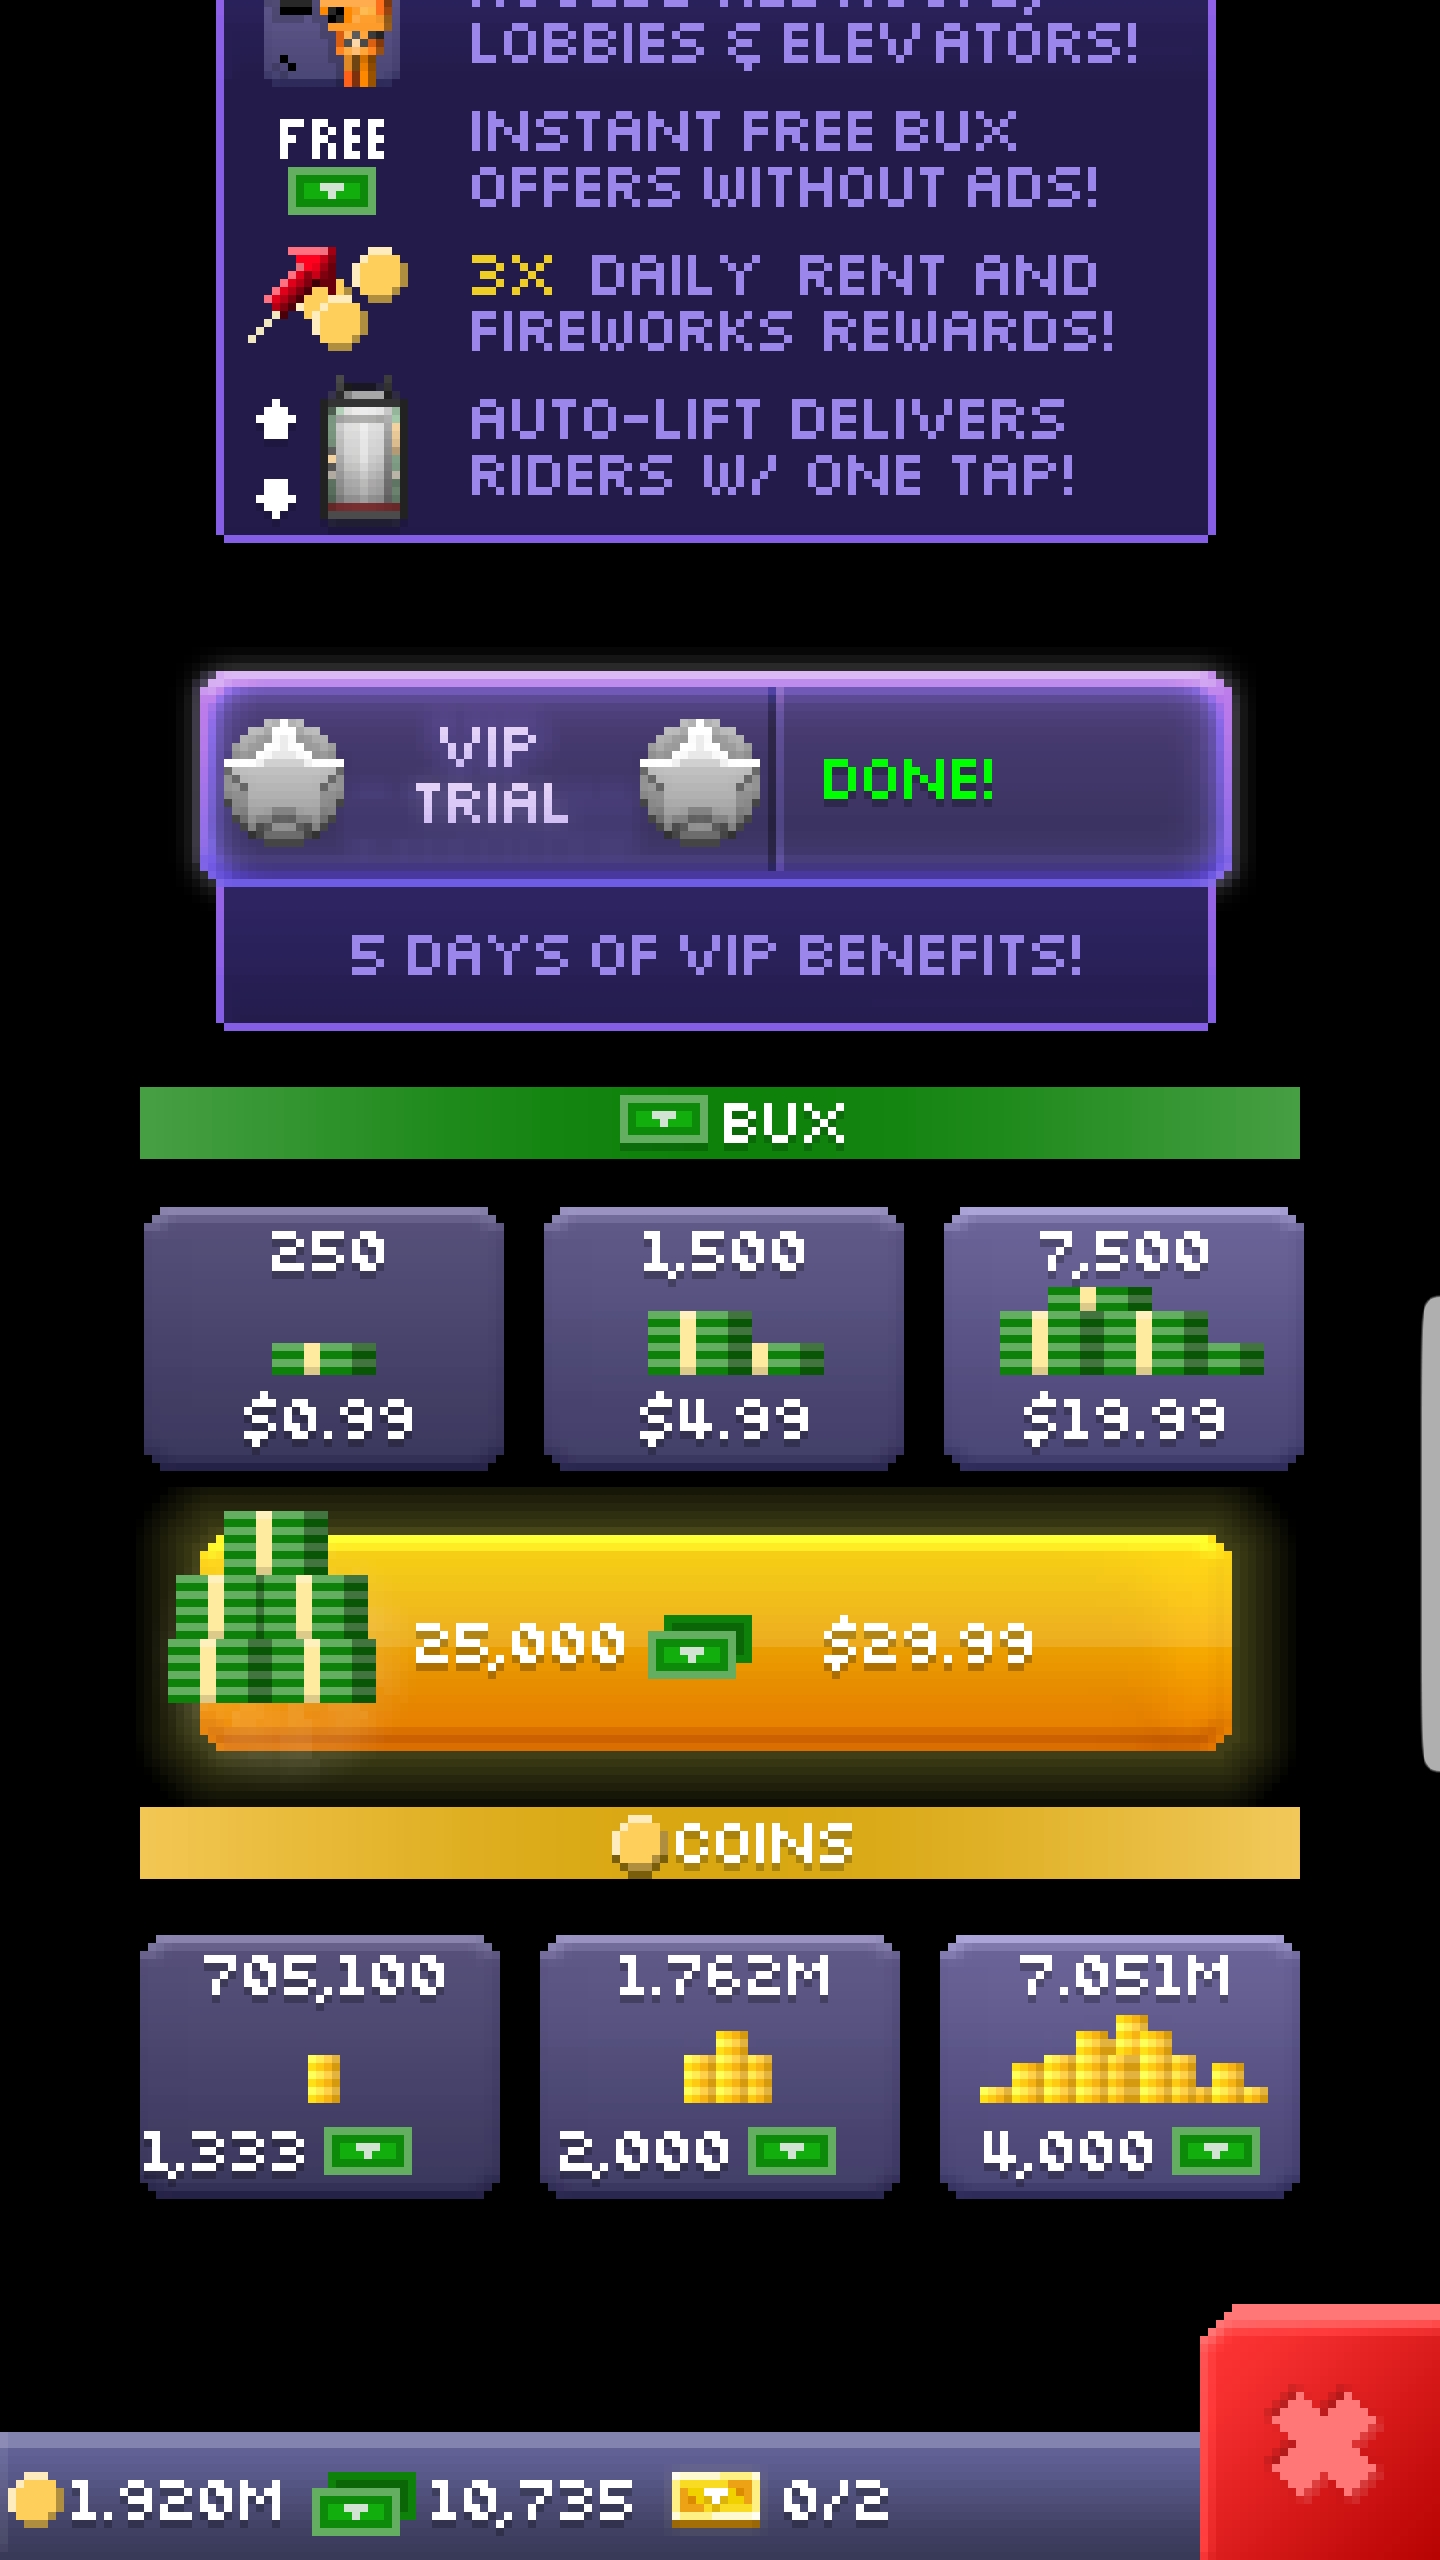 LOBBIES & ELEVATORS!
FREE
INSTANT FREE BUX
OFFERS WITHOUT ADS!
3X DAILY RENT AND
FIREWORKS REWARDS!
AUTO-LIFT DELIVERS
RIDERS W/ ONE TAP!
VIP
TRIAL
DONE!
5 DAYS OF VIP BENEFITS!
BUX
250
1,500
7,500
$0.99
$4.99
$19.99
25,000
$29.99
COINS
705,100
1.762M
7.051M
1,333
2,000
4,000
1.920M
10,735
0/2